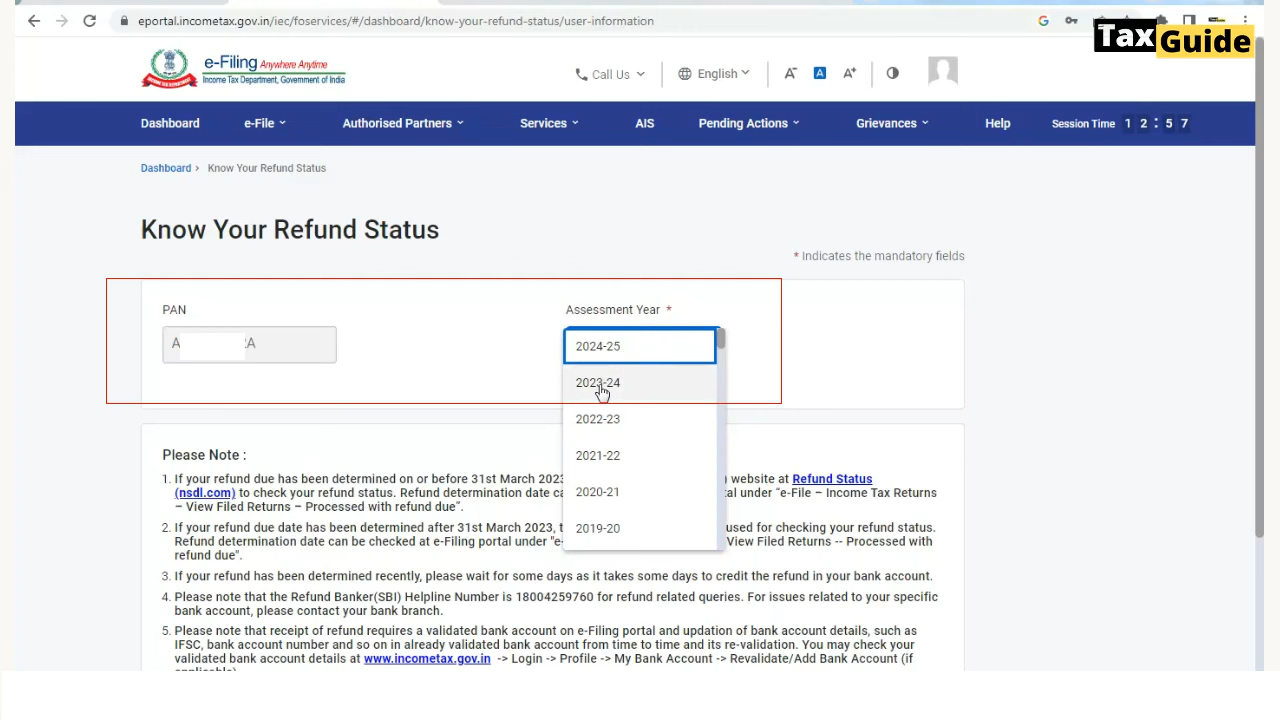 eportal.incometax.gov.in/iec/foservices/#/dashboard/know-your-refund-status/user-information
Tax Guide
e-Filing Anywhere Anytime
Income Tax Department, Government of India
Call Us
English
A-
A
A+
Dashboard e-File Authorised Partners Services AIS Pending Actions Grievances Help Session Time 1 2 : 5 7
Dashboard > Know Your Refund Status
Know Your Refund Status
* Indicates the mandatory fields
PAN
Assessment Year *
A
A
2024-25
2023-24
2022-23
2021-22
2020-21
2019-20
Please Note :
1. If your refund due has been determined on or before 31st March 2023 ) website at Refund Status
(nsdl.com) to check your refund status. Refund determination date under “e-File – Income Tax Returns
– View Filed Returns – Processed with refund due”.
2. If your refund due date has been determined after 31st March 2023, used for checking your refund status.
Refund determination date can be checked at e-Filing portal under View Filed Returns -- Processed with
refund due".
3. If your refund has been determined recently, please wait for some days as it takes some days to credit the refund in your bank account.
4. Please note that the Refund Banker(SBI) Helpline Number is 18004259760 for refund related queries. For issues related to your specific
bank account, please contact your bank branch.
5. Please note that receipt of refund requires a validated bank account on e-Filing portal and updation of bank account details, such as
IFSC, bank account number and so on in already validated bank account from time to time and its re-validation. You may check your
validated bank account details at www.incometax.gov.in -> Login -> Profile -> My Bank Account -> Revalidate/Add Bank Account (if